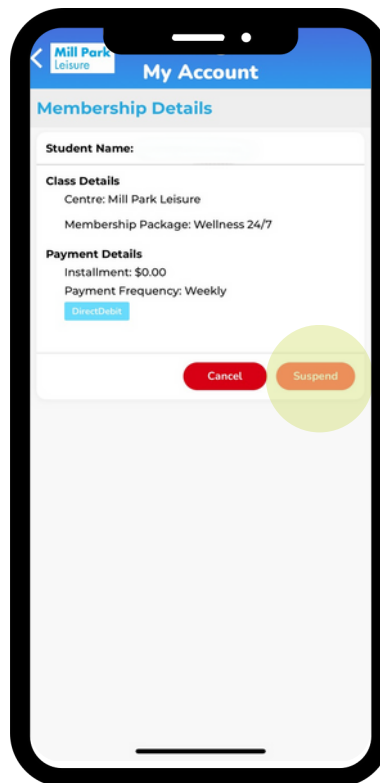 Mill Park
Leisure
My Account
Membership Details
Student Name:
Class Details
Centre: Mill Park Leisure
Membership Package: Wellness 24/7
Payment Details
Installment: $0.00
Payment Frequency: Weekly
DirectDebit
Cancel
Suspend